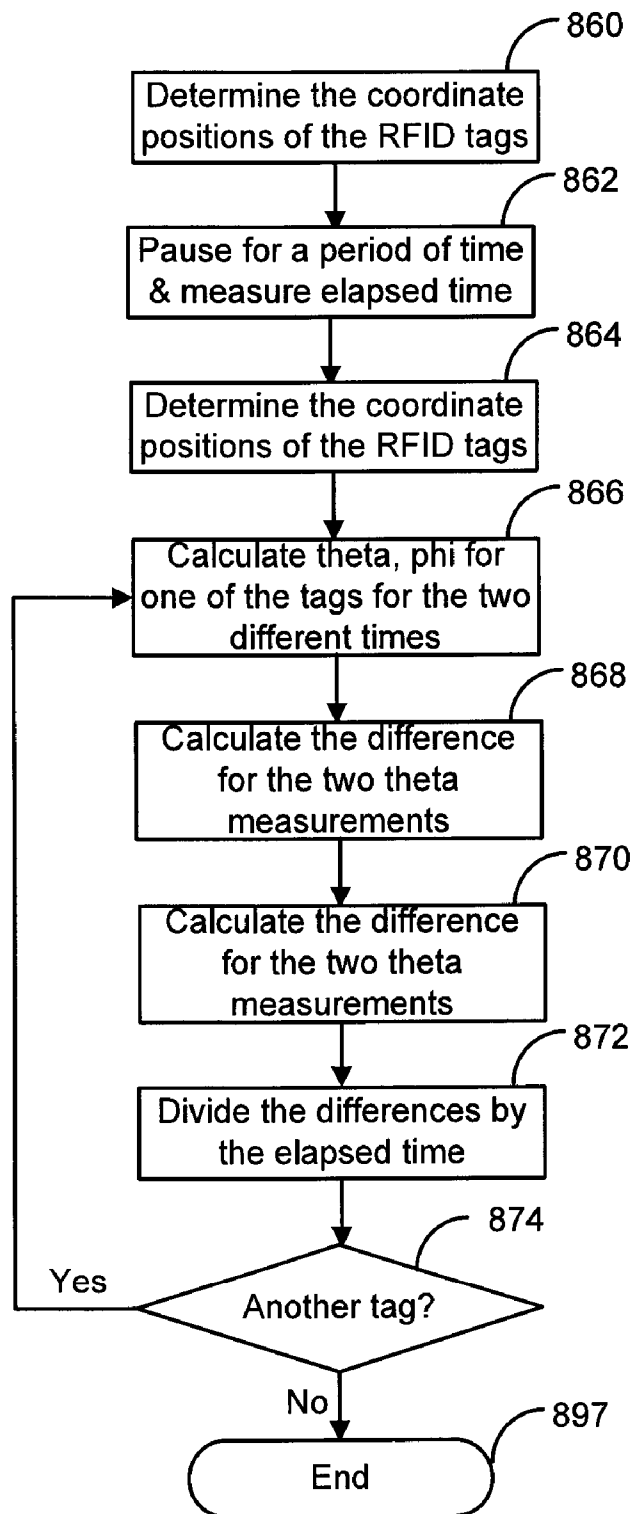 860
Determine the coordinate
positions of the RFID tags
862
Pause for a period of time
& measure elapsed time
864
Determine the coordinate
positions of the RFID tags
866
Calculate theta, phi for
one of the tags for the two
different times
868
Calculate the difference
for the two theta
measurements
870
Calculate the difference
for the two theta
measurements
872
Divide the differences by
the elapsed time
874
Yes
Another tag?
No
897
End